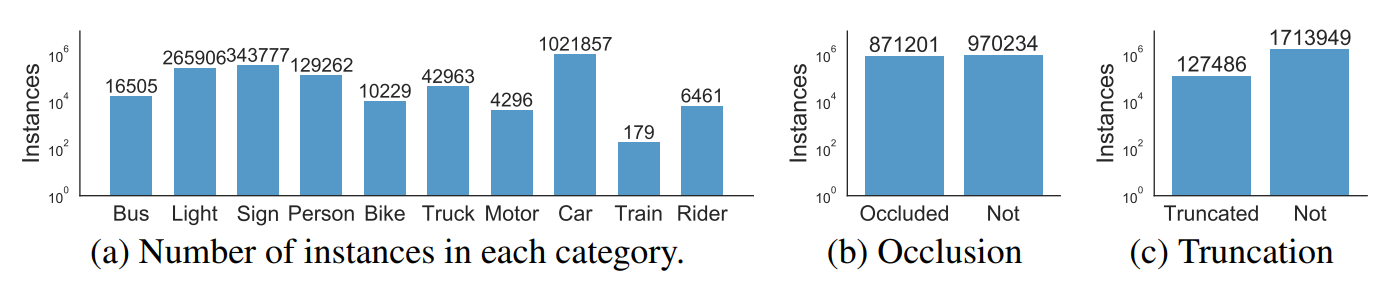 Instances
10^6
10^4
10^2
10^0
16505
265906
343777
129262
10229
42963
4296
1021857
179
6461
Bus Light Sign Person Bike Truck Motor Car Train Rider
(a) Number of instances in each category.
Instances
10^6
10^4
10^2
10^0
871201
970234
Occluded Not
(b) Occlusion
Instances
10^6
10^4
10^2
10^0
127486
1713949
Truncated Not
(c) Truncation